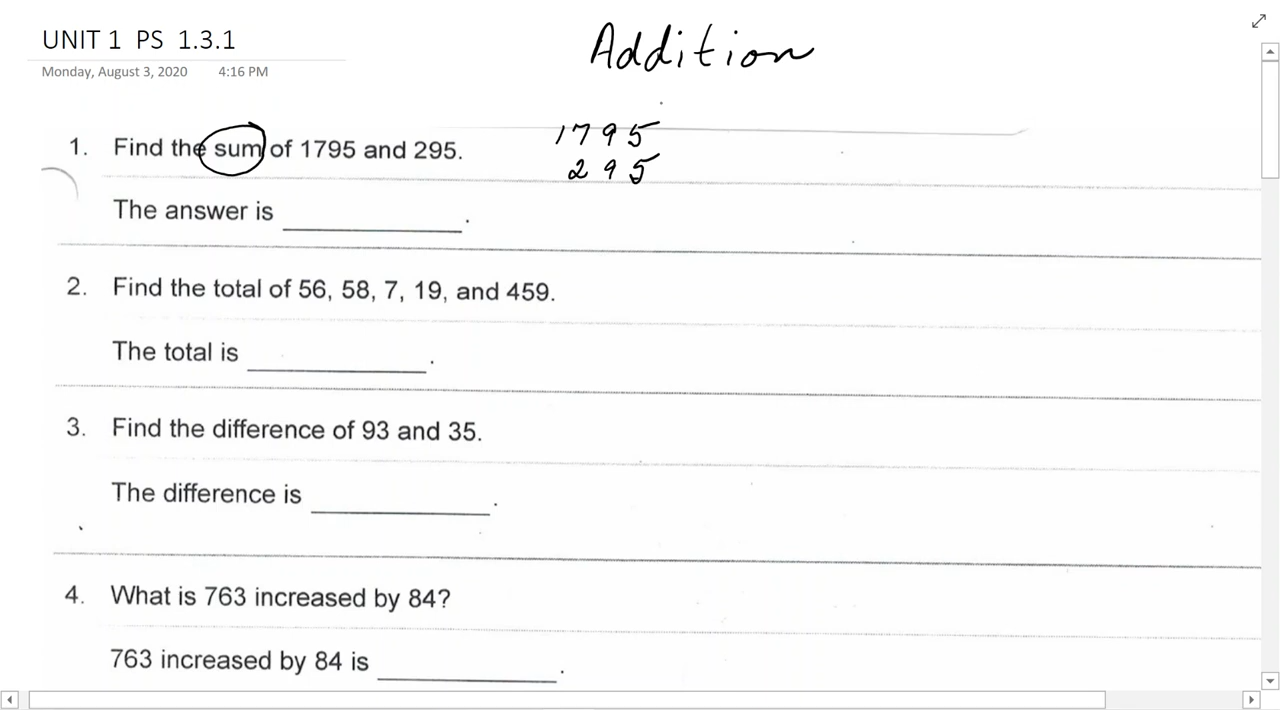 UNIT 1 PS 1.3.1
Monday, August 3, 2020 4:16 PM
Addition
1. Find the sum of 1795 and 295.
1795
295
The answer is ____________.
2. Find the total of 56, 58, 7, 19, and 459.
The total is ____________.
3. Find the difference of 93 and 35.
The difference is ____________.
4. What is 763 increased by 84?
763 increased by 84 is ____________.